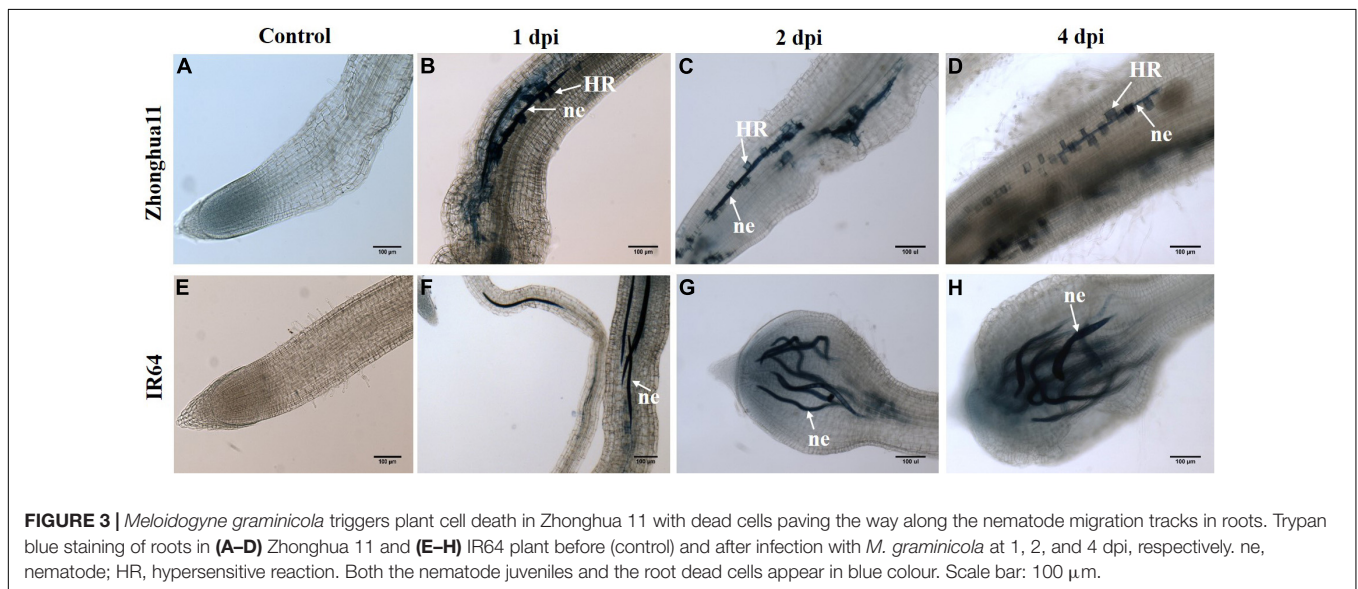 Control 1 dpi 2 dpi 4 dpi
Zhonghua11
A
100 µm
B
HR
ne
100 µm
C
HR
ne
100 ul
D
HR
ne
100 µm
IR64
E
100 µm
F
ne
100 µm
G
ne
100 ul
H
ne
100 µm
FIGURE 3 | Meloidogyne graminicola triggers plant cell death in Zhonghua 11 with dead cells paving the way along the nematode migration tracks in roots. Trypan
blue staining of roots in (A–D) Zhonghua 11 and (E–H) IR64 plant before (control) and after infection with M. graminicola at 1, 2, and 4 dpi, respectively. ne,
nematode; HR, hypersensitive reaction. Both the nematode juveniles and the root dead cells appear in blue colour. Scale bar: 100 µm.